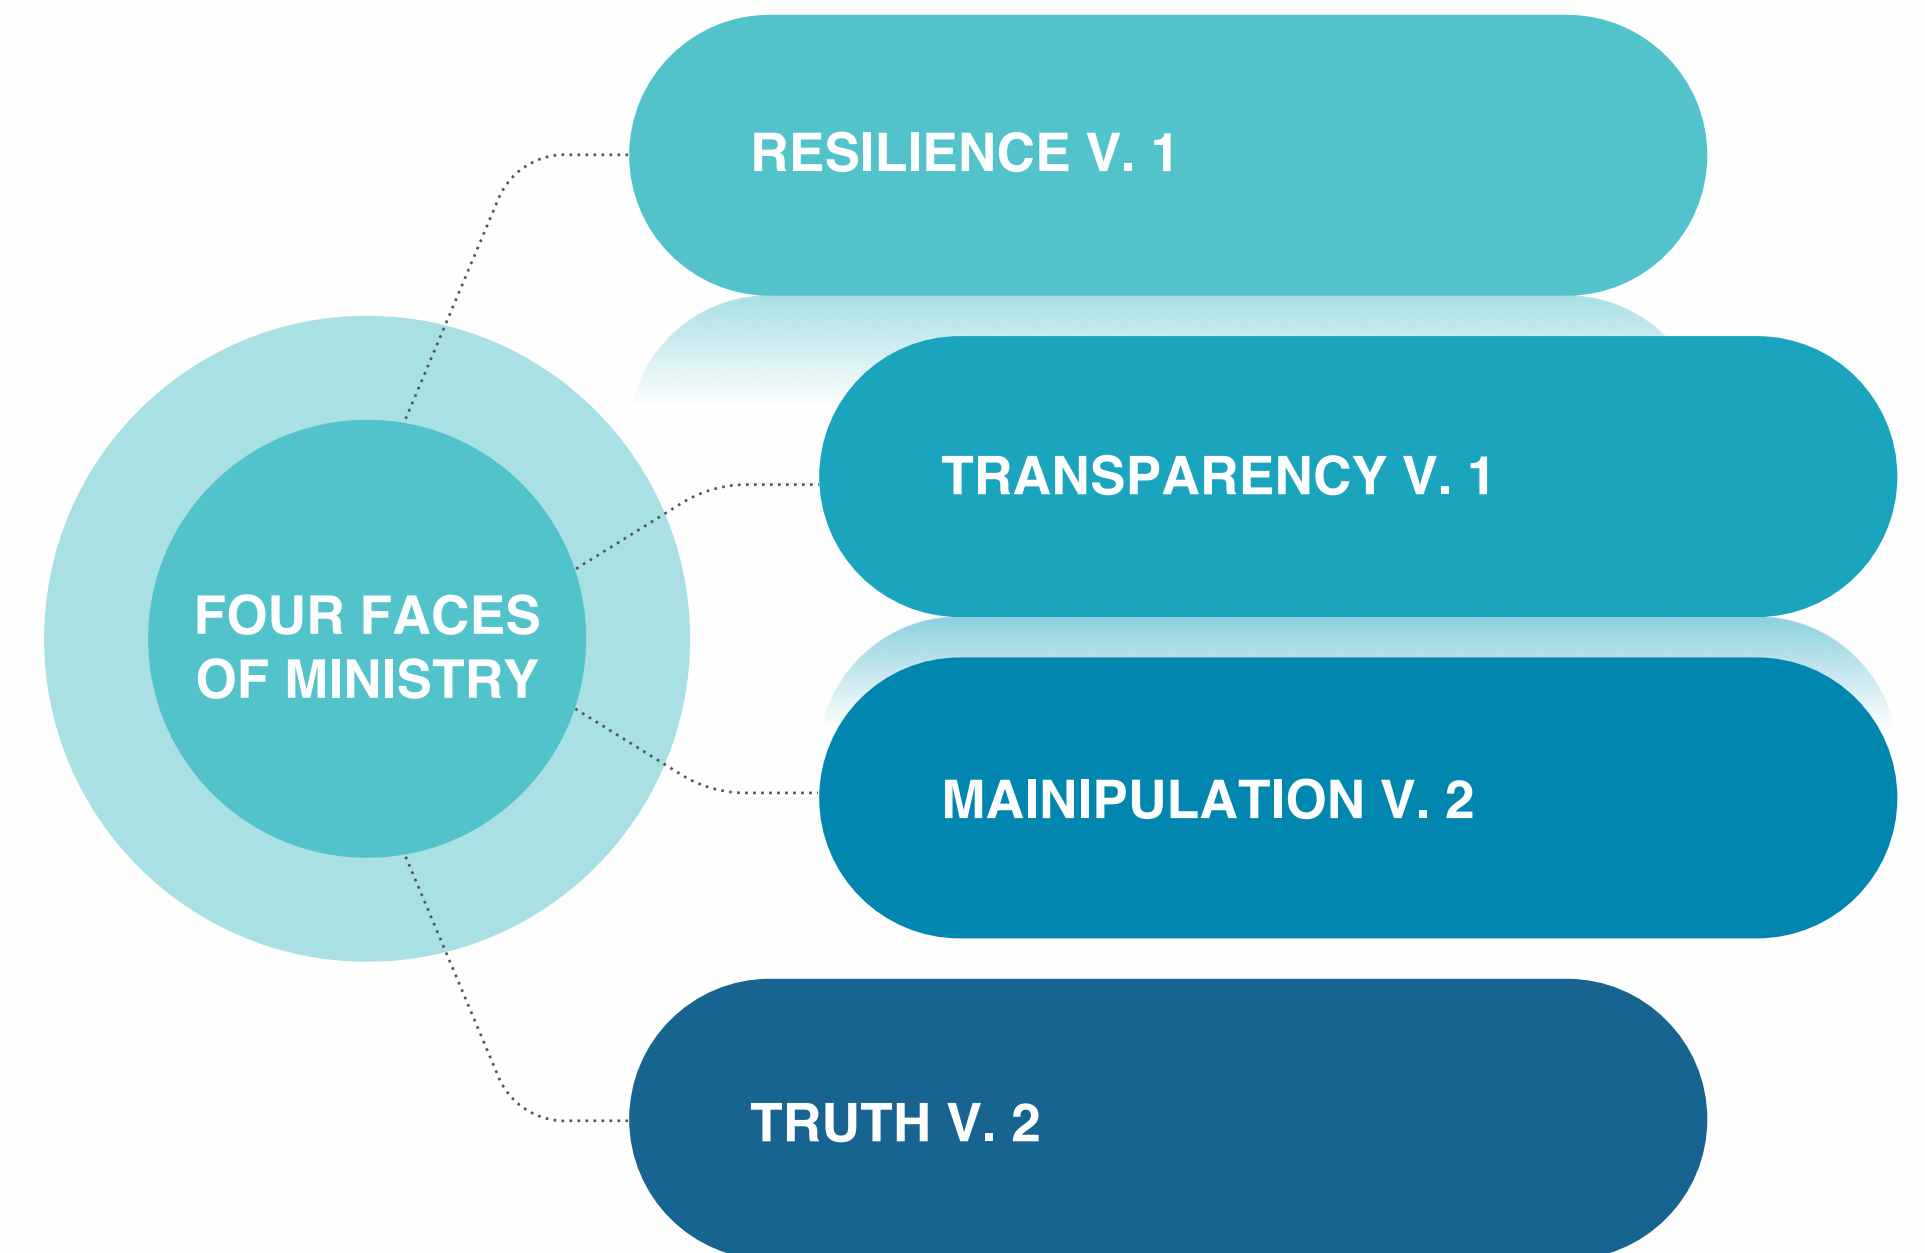 RESILIENCE V. 1
TRANSPARENCY V. 1
FOUR FACES
OF MINISTRY
MAINIPULATION V. 2
TRUTH V. 2